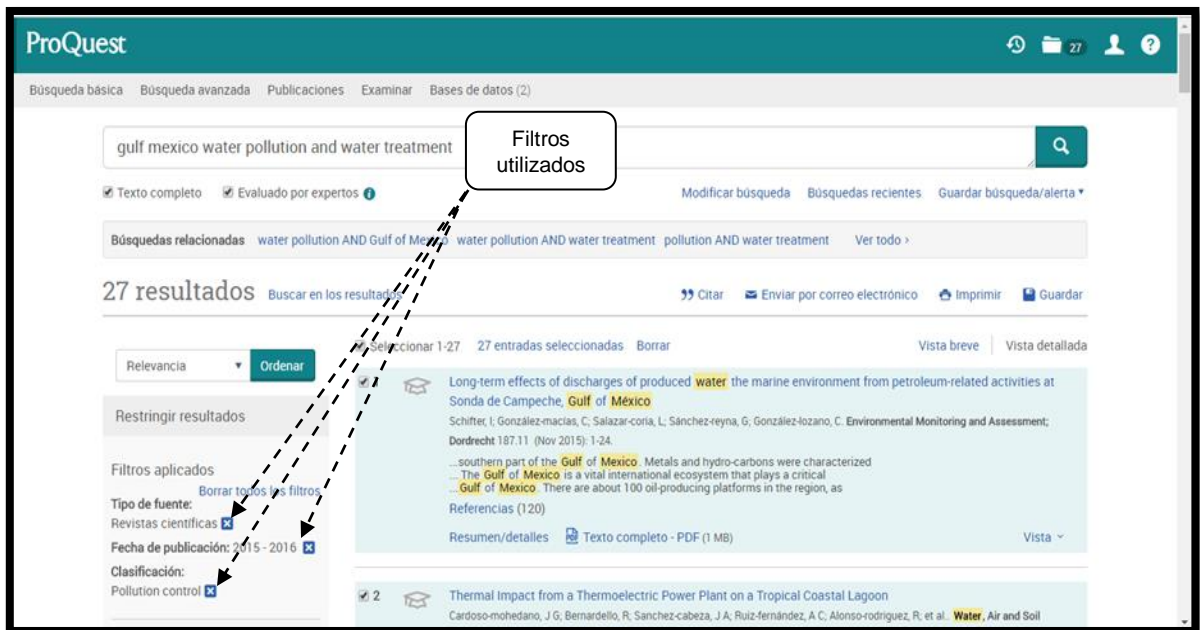 ProQuest
27
Búsqueda básica Búsqueda avanzada Publicaciones Examinar Bases de datos (2)
Filtros
utilizados
gulf mexico water pollution and water treatment
Texto completo Evaluado por expertos
Modificar búsqueda Búsquedas recientes Guardar búsqueda/alerta
Búsquedas relacionadas water pollution AND Gulf of Mexico water pollution AND water treatment pollution AND water treatment Ver todo >
27 resultados Buscar en los resultados
Citar Enviar por correo electrónico Imprimir Guardar
Seleccionar 1-27 27 entradas seleccionadas Borrar
Vista breve Vista detallada
Relevancia Ordenar
Restringir resultados
Filtros aplicados
Borrar todos los filtros
Tipo de fuente:
Revistas científicas
Fecha de publicación: 2015 - 2016
Clasificación:
Pollution control
1
Long-term effects of discharges of produced water the marine environment from petroleum-related activities at
Sonda de Campeche, Gulf of México
Schifter, I; González-macías, C; Salazar-coria, L; Sánchez-reyna, G; González-lozano, C. Environmental Monitoring and Assessment;
Dordrecht 187.11 (Nov 2015): 1-24.
...southern part of the Gulf of Mexico. Metals and hydro-carbons were characterized
...The Gulf of Mexico is a vital international ecosystem that plays a critical
...Gulf of Mexico. There are about 100 oil-producing platforms in the region, as
Referencias (120)
Resumen/detalles Texto completo - PDF (1 MB)
Vista
2
Thermal Impact from a Thermoelectric Power Plant on a Tropical Coastal Lagoon
Cardoso-mohedano, J G; Bernardello, R; Sanchez-cabeza, J A; Ruiz-fernández, A C; Alonso-rodriguez, R; et al.. Water, Air and Soil